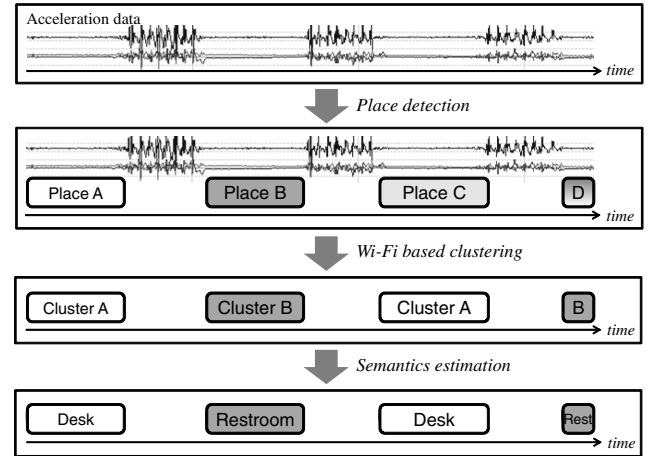 Acceleration data
time
Place detection
Place A Place B Place C D
time
Wi-Fi based clustering
Cluster A Cluster B Cluster A B
time
Semantics estimation
Desk Restroom Desk Rest
time